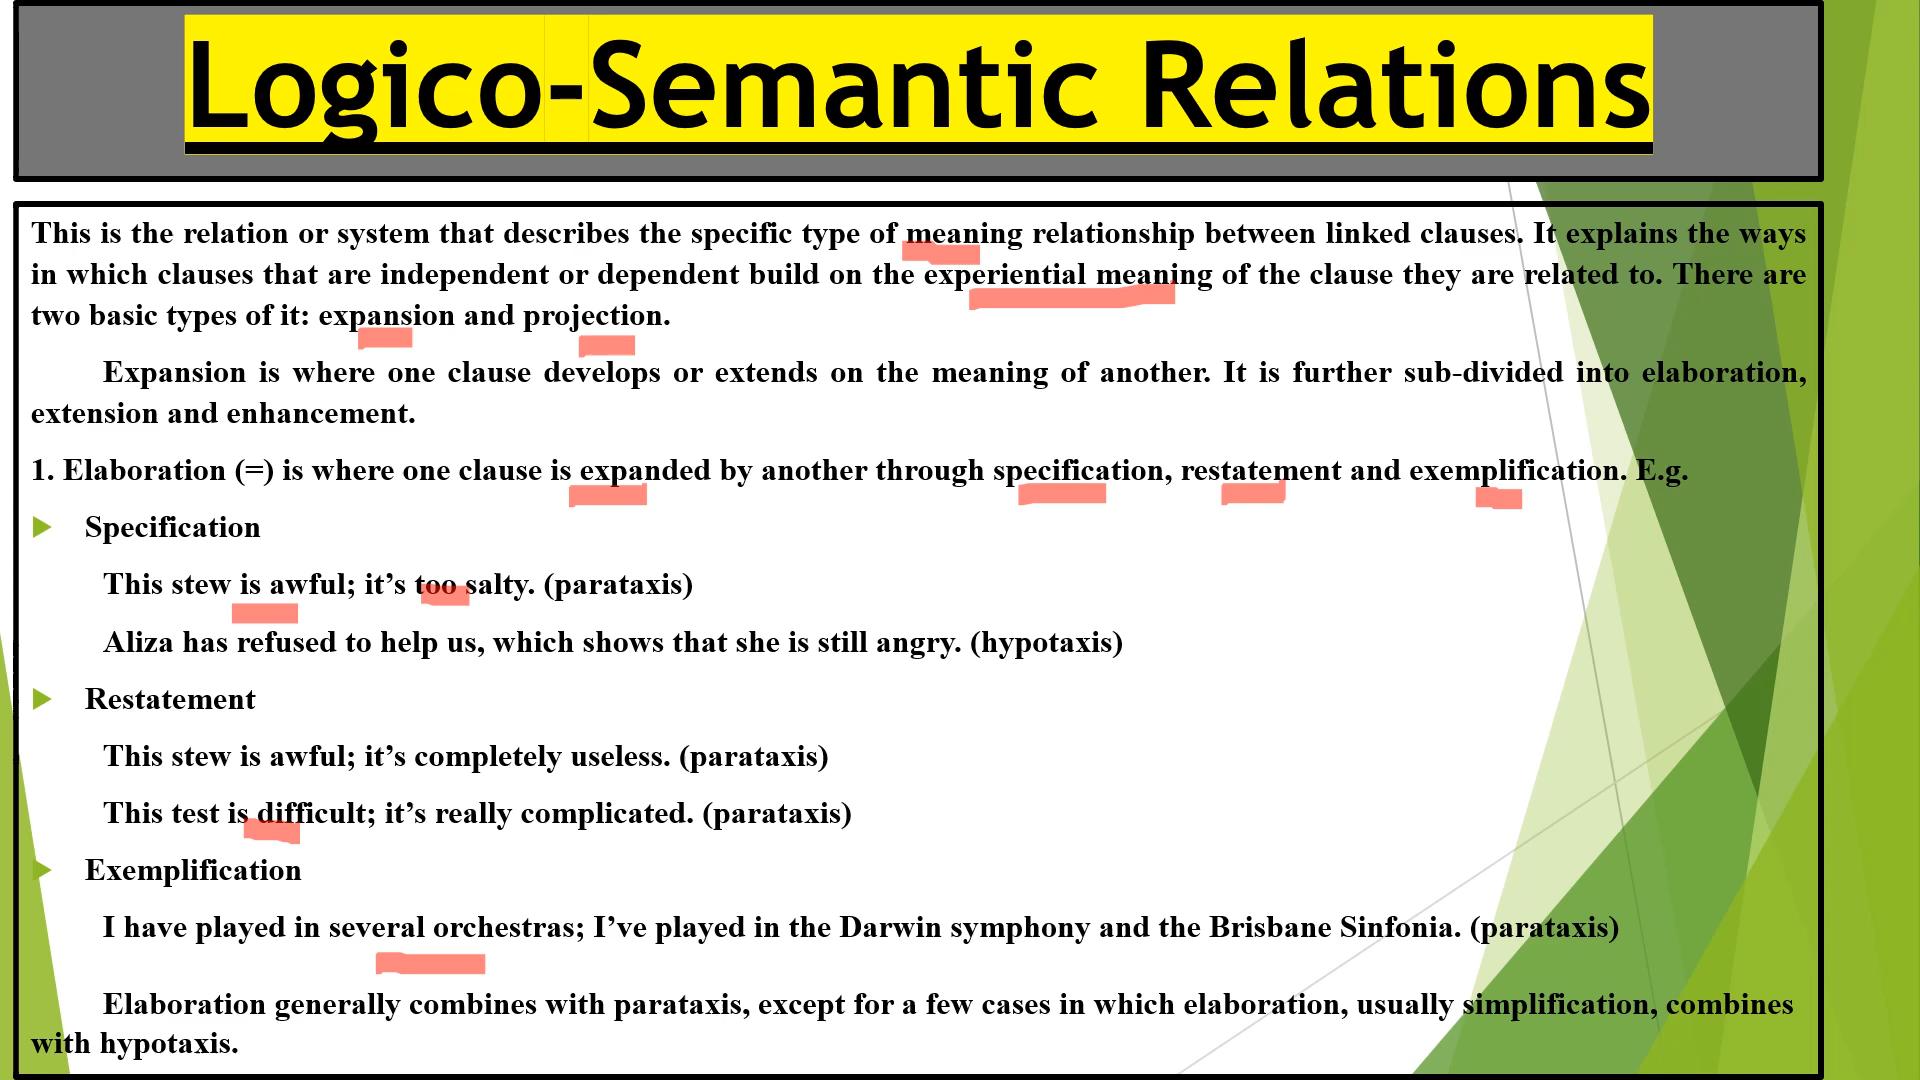 Logico-Semantic Relations
This is the relation or system that describes the specific type of meaning relationship between linked clauses. It explains the ways
in which clauses that are independent or dependent build on the experiential meaning of the clause they are related to. There are
two basic types of it: expansion and projection.
Expansion is where one clause develops or extends on the meaning of another. It is further sub-divided into elaboration,
extension and enhancement.
1. Elaboration (=) is where one clause is expanded by another through specification, restatement and exemplification. E.g.
Specification
This stew is awful; it’s too salty. (parataxis)
Aliza has refused to help us, which shows that she is still angry. (hypotaxis)
Restatement
This stew is awful; it’s completely useless. (parataxis)
This test is difficult; it’s really complicated. (parataxis)
Exemplification
I have played in several orchestras; I’ve played in the Darwin symphony and the Brisbane Sinfonia. (parataxis)
Elaboration generally combines with parataxis, except for a few cases in which elaboration, usually simplification, combines
with hypotaxis.